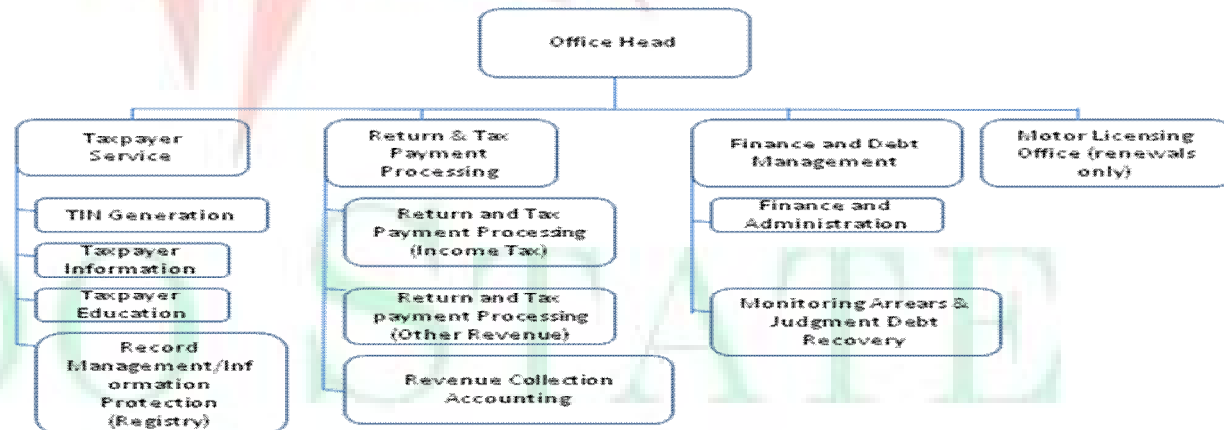 Office Head
Taxpayer
Service
Return & Tax
Payment
Processing
Finance and Debt
Management
Motor Licensing
Office (renewals
only)
TIN Generation
Taxpayer
Information
Taxpayer
Education
Record
Management/Inf
ormation
Protection
(Registry)
Return and Tax
Payment Processing
(Income Tax)
Return and Tax
payment Processing
(Other Revenue)
Revenue Collection
Accounting
Finance and
Administration
Monitoring Arrears &
Judgment Debt
Recovery
STATE